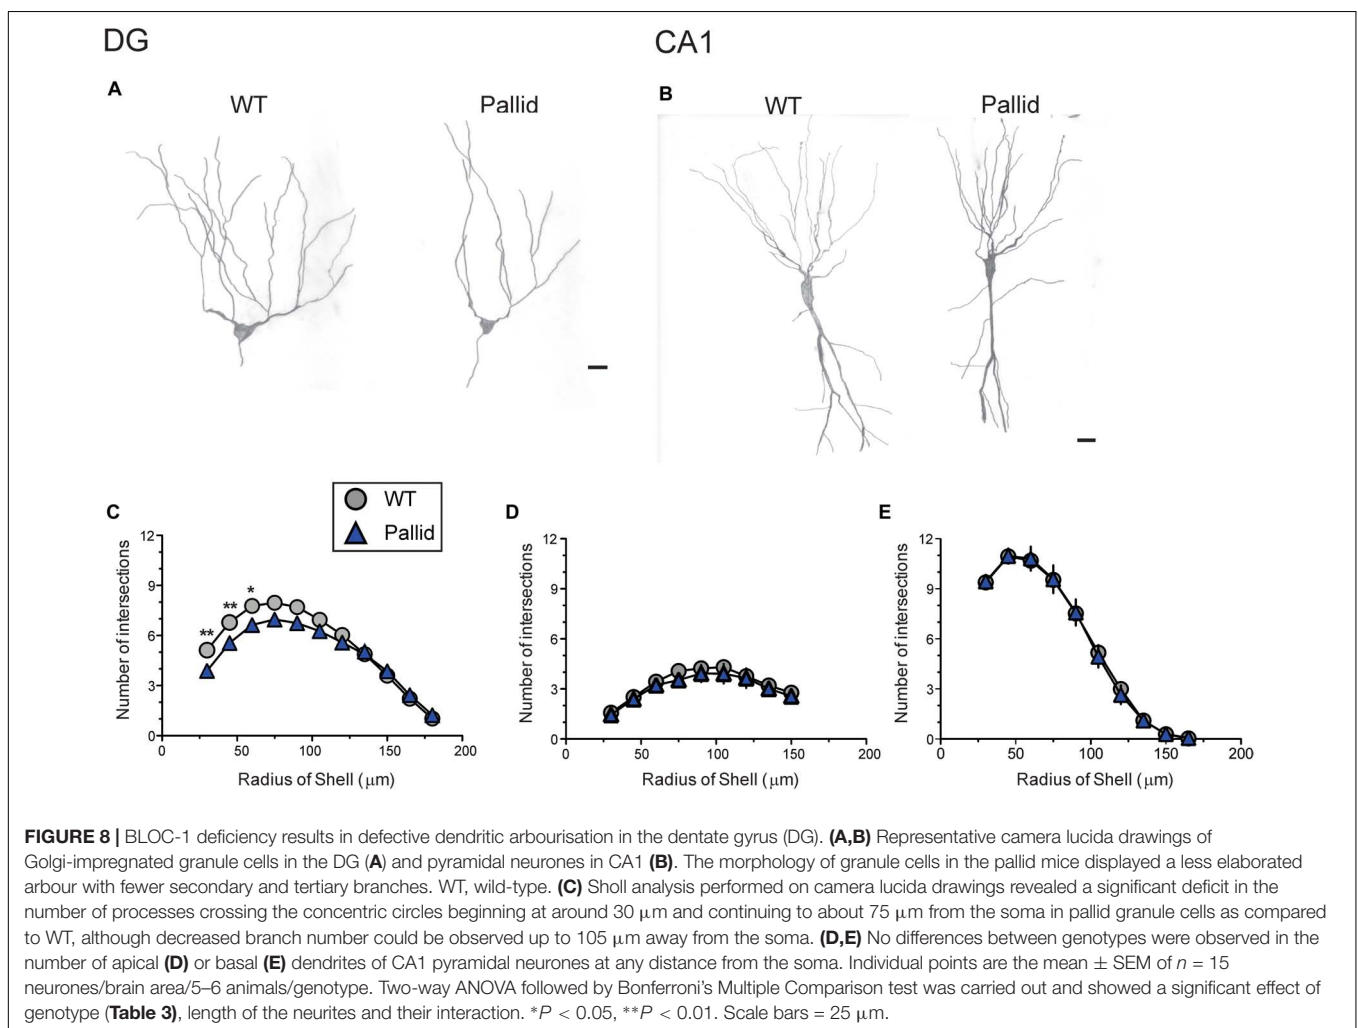 DG
CA1
A
WT
Pallid
B
WT
Pallid
WT
Pallid
C
Number of intersections
12
9
6
3
0
**
**
*
0
50
100
150
200
Radius of Shell (μm)
D
Number of intersections
12
9
6
3
0
0
50
100
150
200
Radius of Shell (μm)
E
Number of intersections
12
9
6
3
0
0
50
100
150
200
Radius of Shell (μm)
FIGURE 8 | BLOC-1 deficiency results in defective dendritic arbourisation in the dentate gyrus (DG). (A,B) Representative camera lucida drawings of
Golgi-impregnated granule cells in the DG (A) and pyramidal neurones in CA1 (B). The morphology of granule cells in the pallid mice displayed a less elaborated
arbour with fewer secondary and tertiary branches. WT, wild-type. (C) Sholl analysis performed on camera lucida drawings revealed a significant deficit in the
number of processes crossing the concentric circles beginning at around 30 μm and continuing to about 75 μm from the soma in pallid granule cells as compared
to WT, although decreased branch number could be observed up to 105 μm away from the soma. (D,E) No differences between genotypes were observed in the
number of apical (D) or basal (E) dendrites of CA1 pyramidal neurones at any distance from the soma. Individual points are the mean ± SEM of n = 15
neurones/brain area/5–6 animals/genotype. Two-way ANOVA followed by Bonferroni's Multiple Comparison test was carried out and showed a significant effect of
genotype (Table 3), length of the neurites and their interaction. *P < 0.05, **P < 0.01. Scale bars = 25 μm.